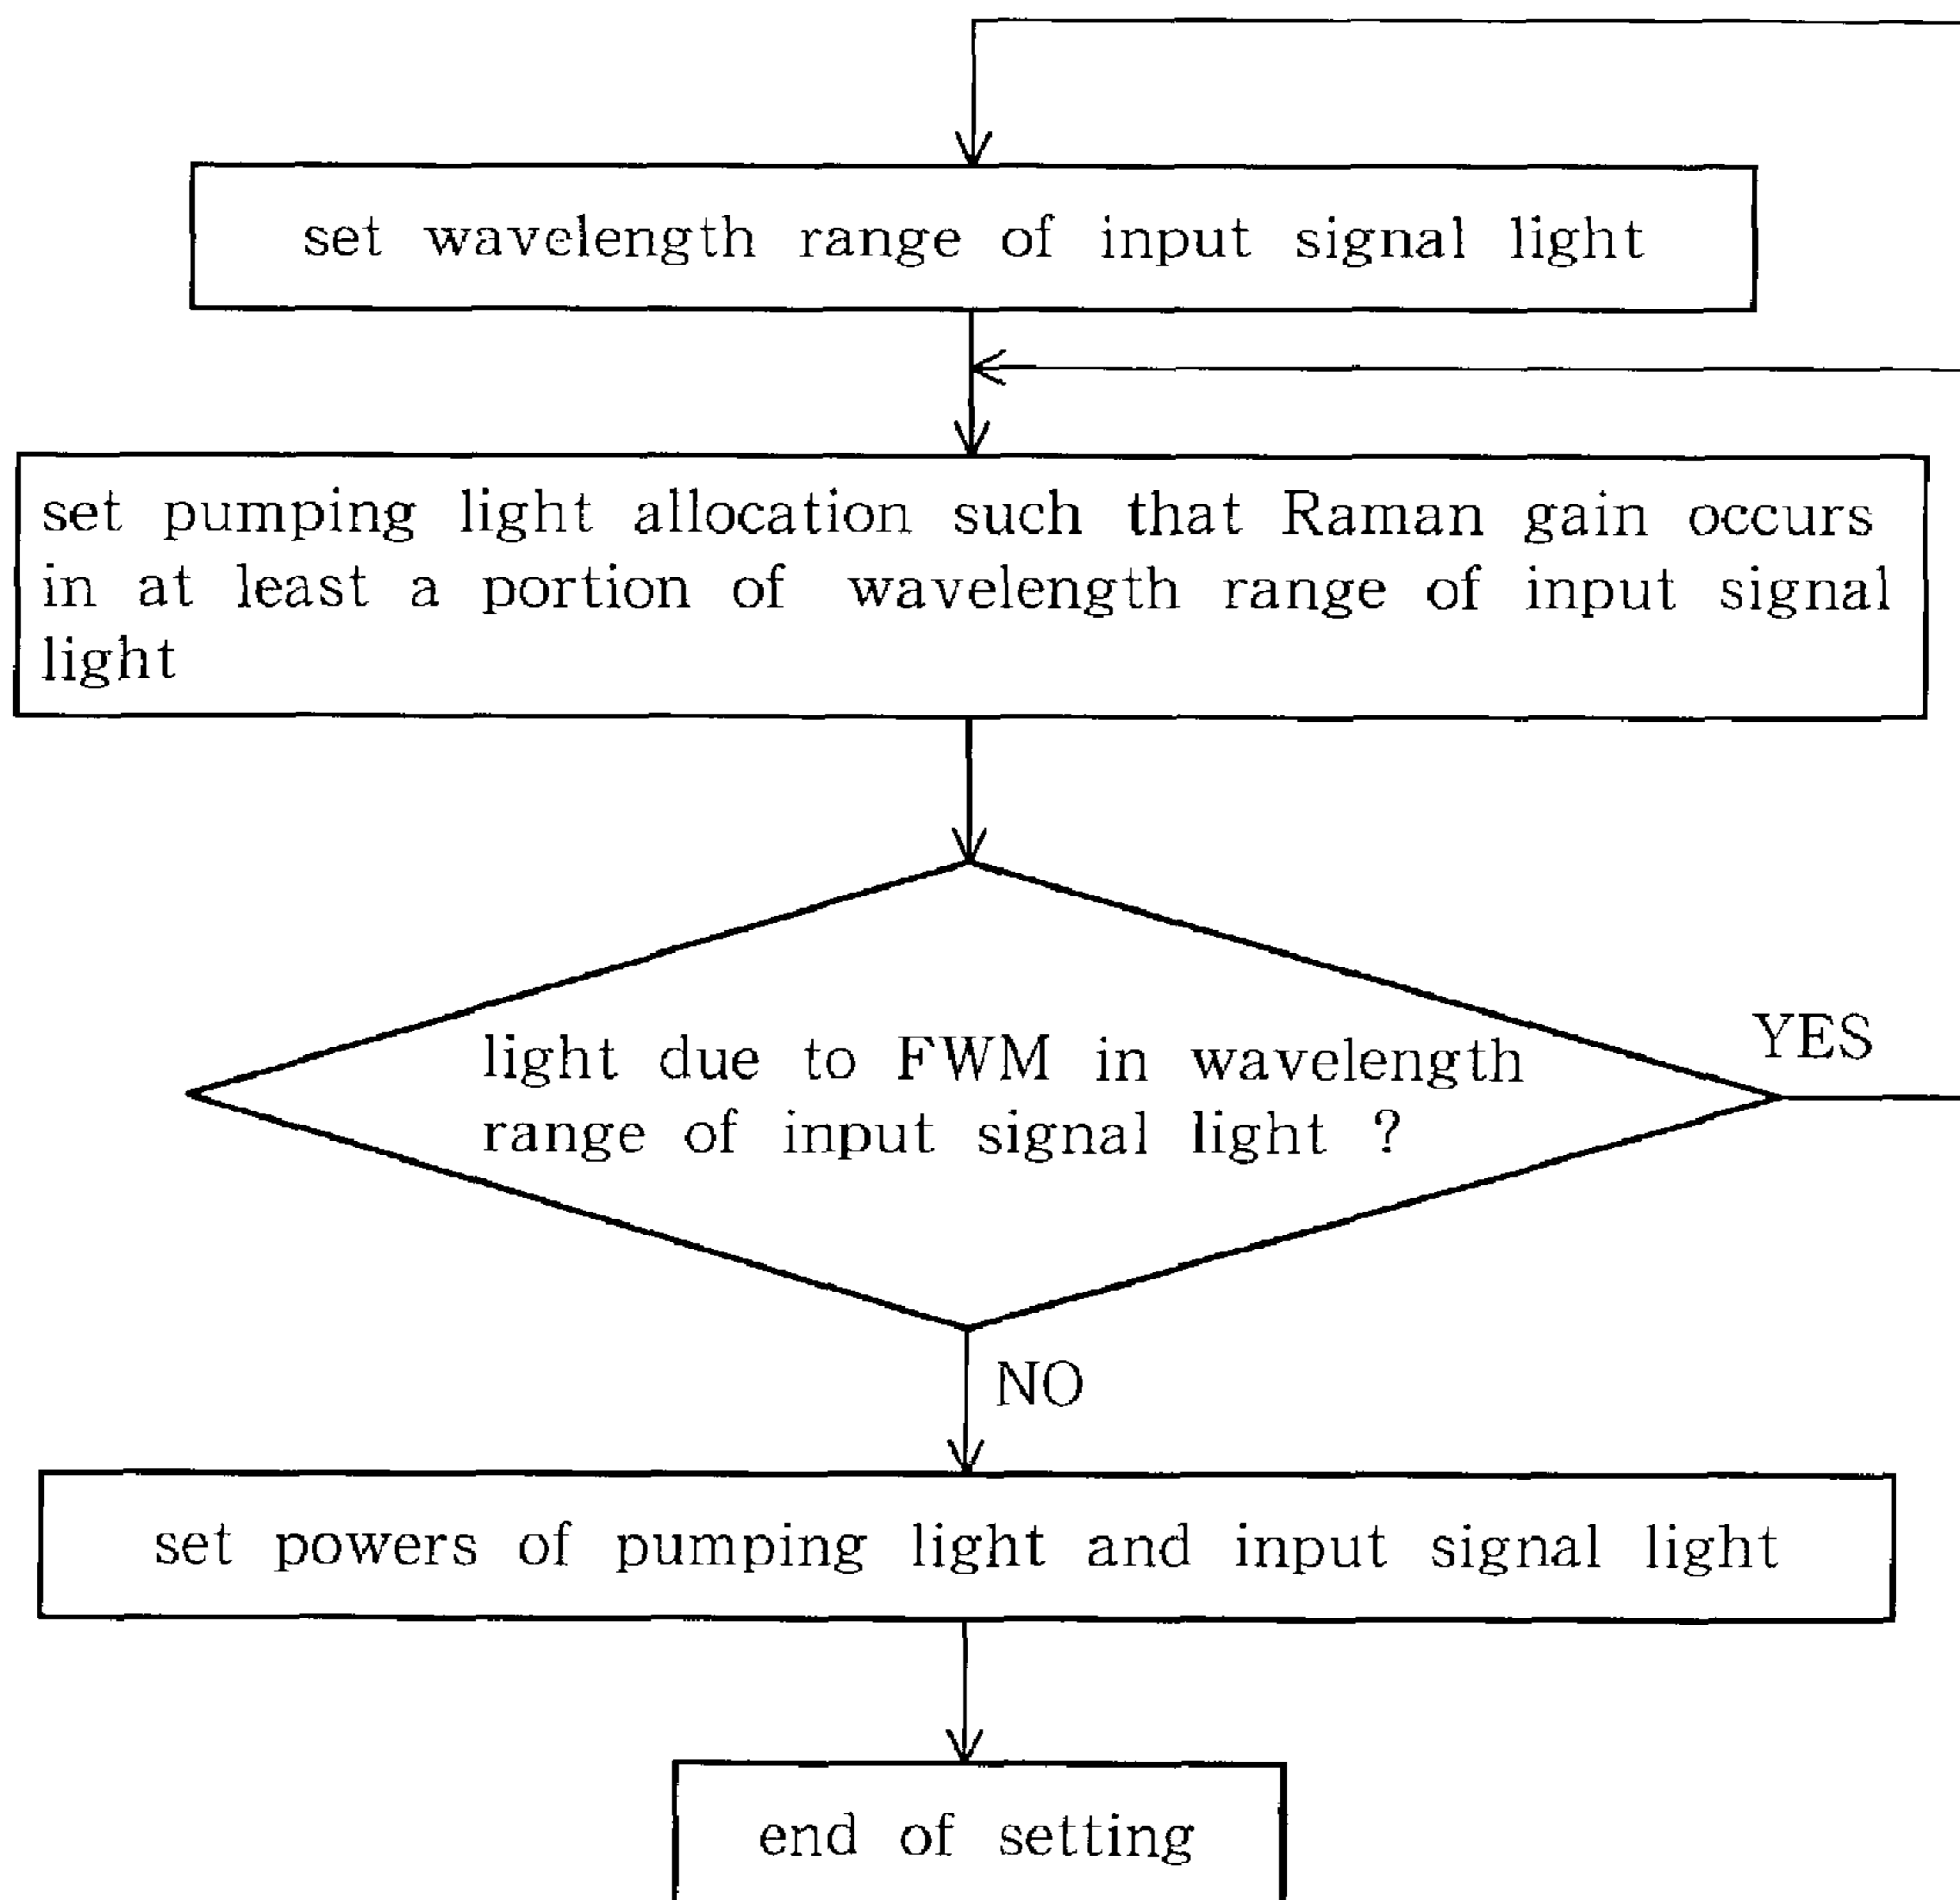 set wavelength range of input signal light
set pumping light allocation such that Raman gain occurs
in at least a portion of wavelength range of input signal
light
light due to FWM in wavelength
range of input signal light ?
YES
NO
set powers of pumping light and input signal light
end of setting